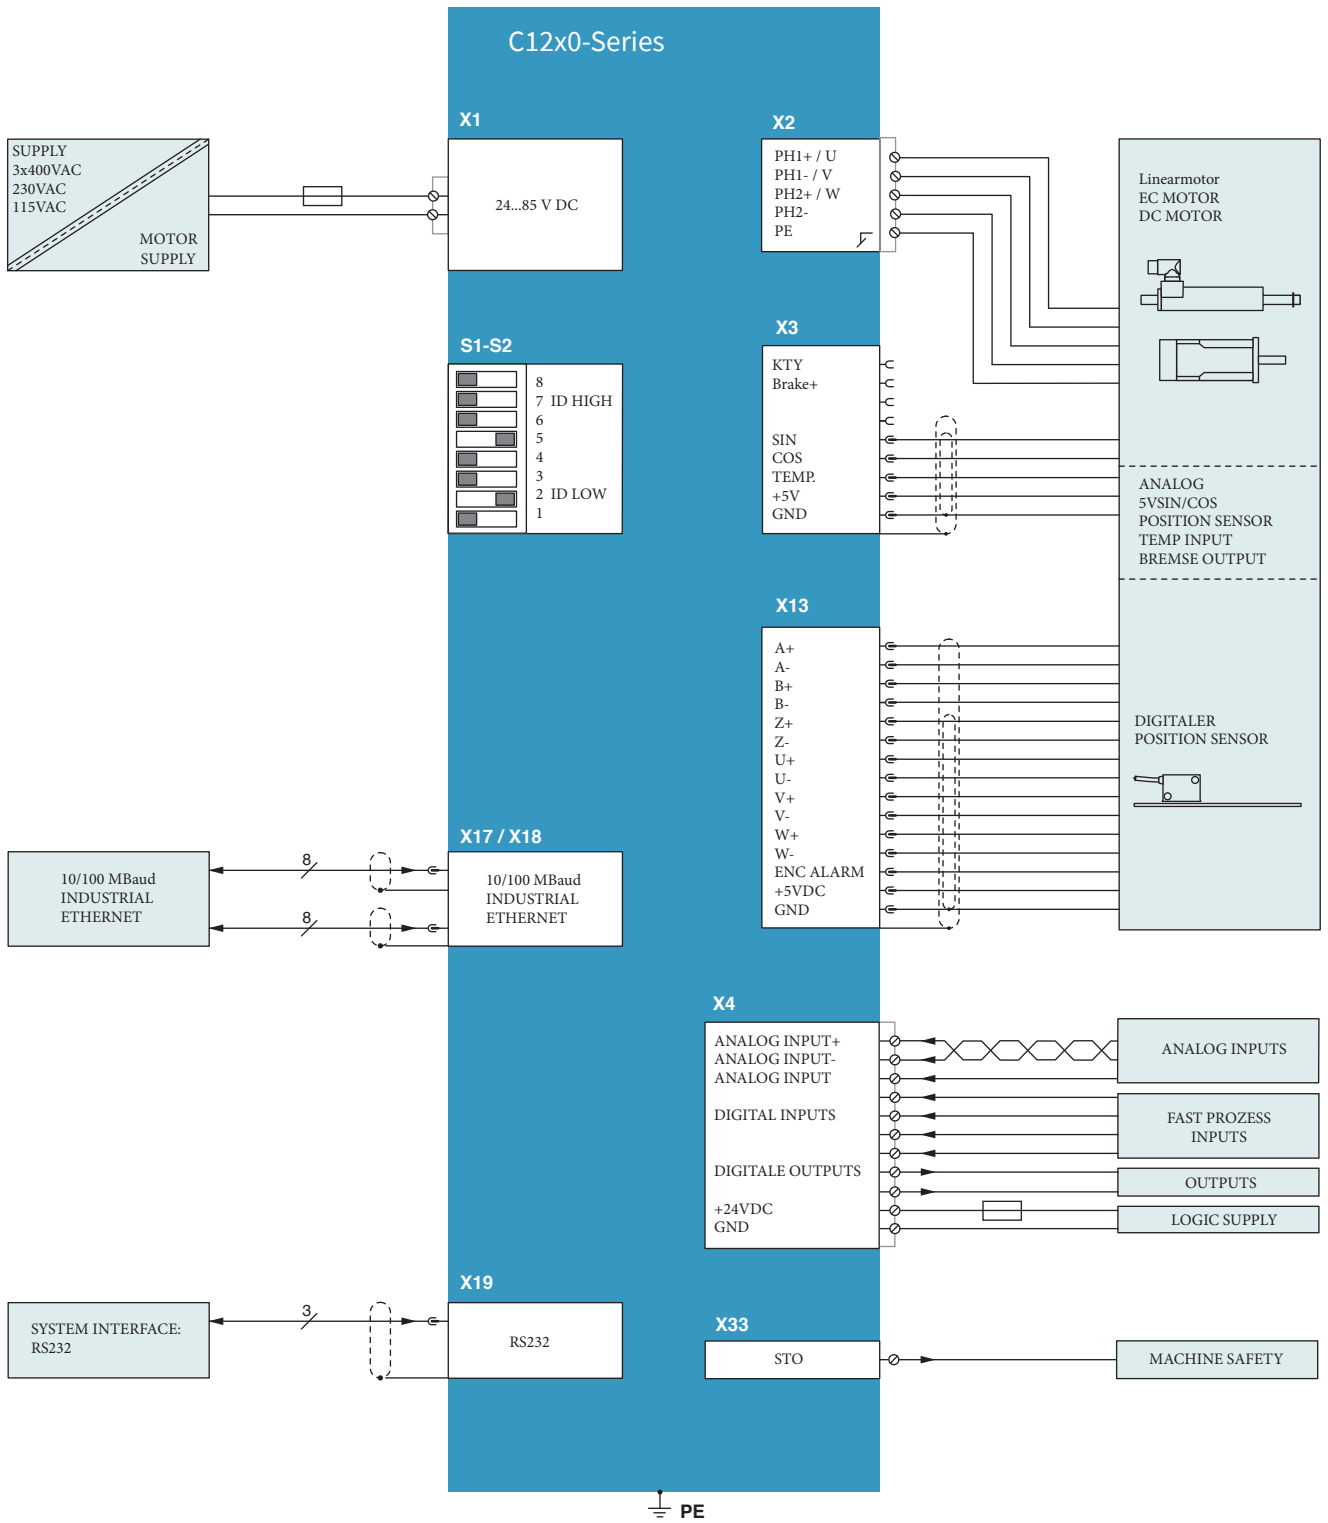 C12x0-Series
X1
SUPPLY
3x400VAC
230VAC
115VAC
MOTOR
SUPPLY
24...85 V DC
X2
PH1+ / U
PH1- / V
PH2+ / W
PH2-
PE
Linearmotor
EC MOTOR
DC MOTOR
S1-S2
8
7 ID HIGH
6
5
4
3
2 ID LOW
1
X3
KTY
Brake+
SIN
COS
TEMP.
+5V
GND
ANALOG
5VSIN/COS
POSITION SENSOR
TEMP INPUT
BREMSE OUTPUT
X13
A+
A-
B+
B-
Z+
Z-
U+
U-
V+
V-
W+
W-
ENC ALARM
+5VDC
GND
DIGITALER
POSITION SENSOR
X17 / X18
10/100 MBaud
INDUSTRIAL
ETHERNET
8
8
10/100 MBaud
INDUSTRIAL
ETHERNET
X4
ANALOG INPUT+
ANALOG INPUT-
ANALOG INPUT
DIGITAL INPUTS
DIGITALE OUTPUTS
+24VDC
GND
ANALOG INPUTS
FAST PROZESS
INPUTS
OUTPUTS
LOGIC SUPPLY
X19
SYSTEM INTERFACE:
RS232
3
RS232
X33
STO
MACHINE SAFETY
PE